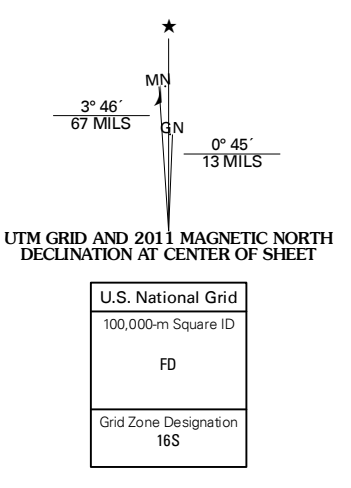 ★
MN
3° 46´
67 MILS
GN
0° 45´
13 MILS
UTM GRID AND 2011 MAGNETIC NORTH
DECLINATION AT CENTER OF SHEET
U.S. National Grid
100,000-m Square ID
FD
Grid Zone Designation
16S